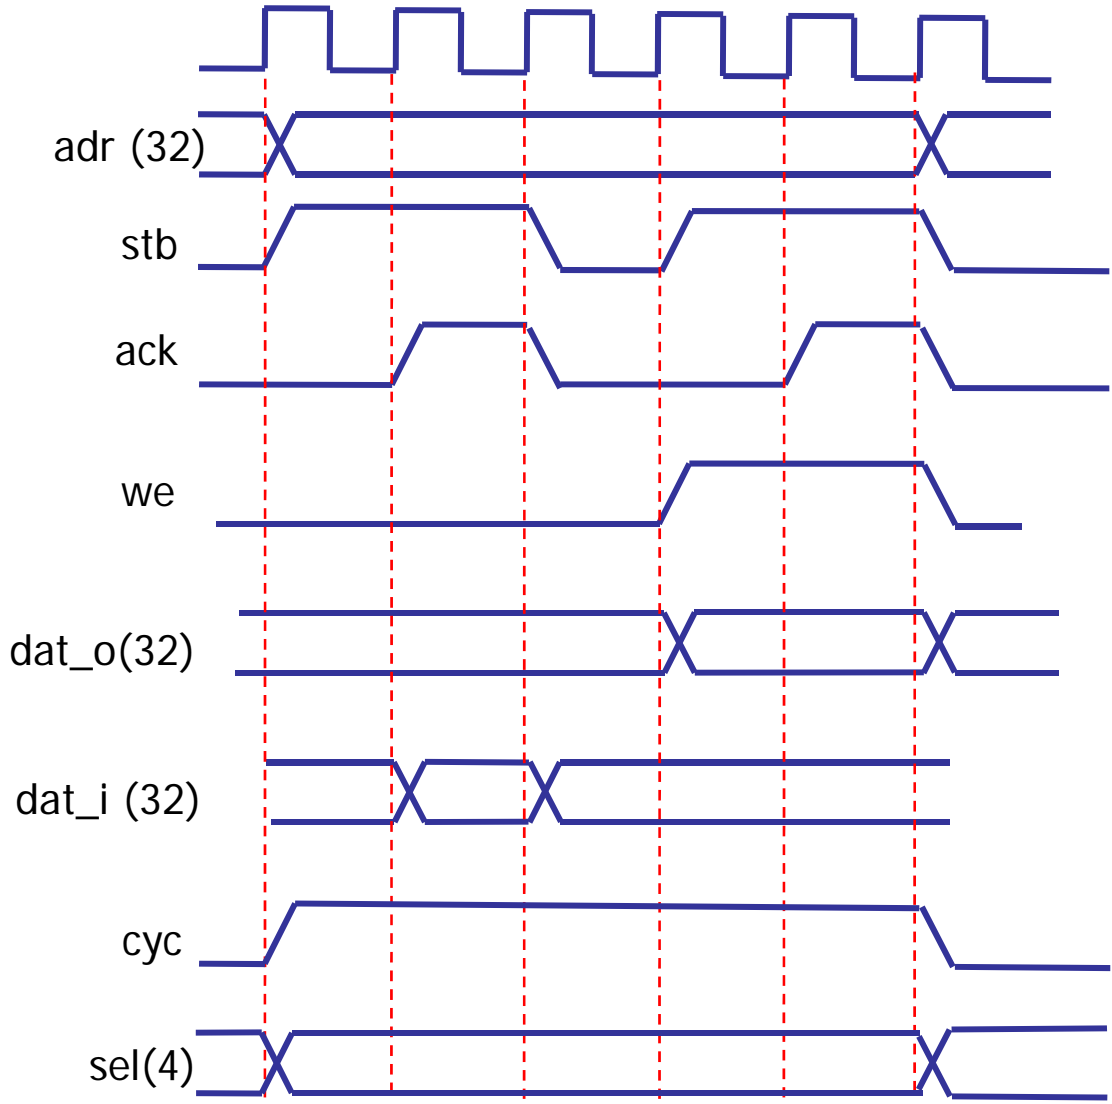 adr (32)
stb
ack
we
dat_o(32)
dat_i (32)
cyc
sel(4)